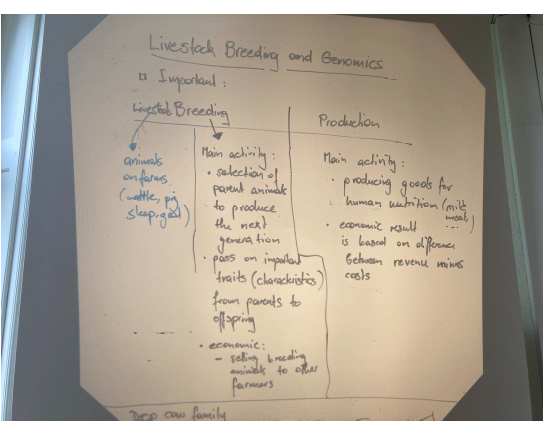 Livestock Breeding and Genomics
Important :
Livestock Breeding
animals
on farms
(cattle, pig
sleep, goat)
Main activity :
• selection of
parent animals
to produce
the next
generation
• pass on important
traits (characteristics)
from parents to
offspring
• economic:
- selling breeding
animals to other
farmers
Production
Main activity :
• producing goods for
human nutrition (milk,
meat,
...
• economic result
is based on difference
between revenue minus
costs
cow family